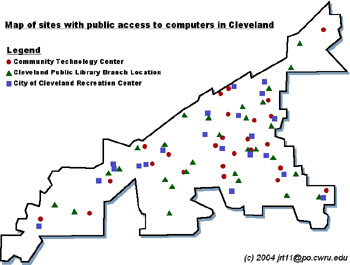 Map of sites with public access to computers in Cleveland
Legend
Community Technology Center
Cleveland Public Library Branch Location
City of Cleveland Recreation Center
(c) 2004 jrt11@po.cwru.edu